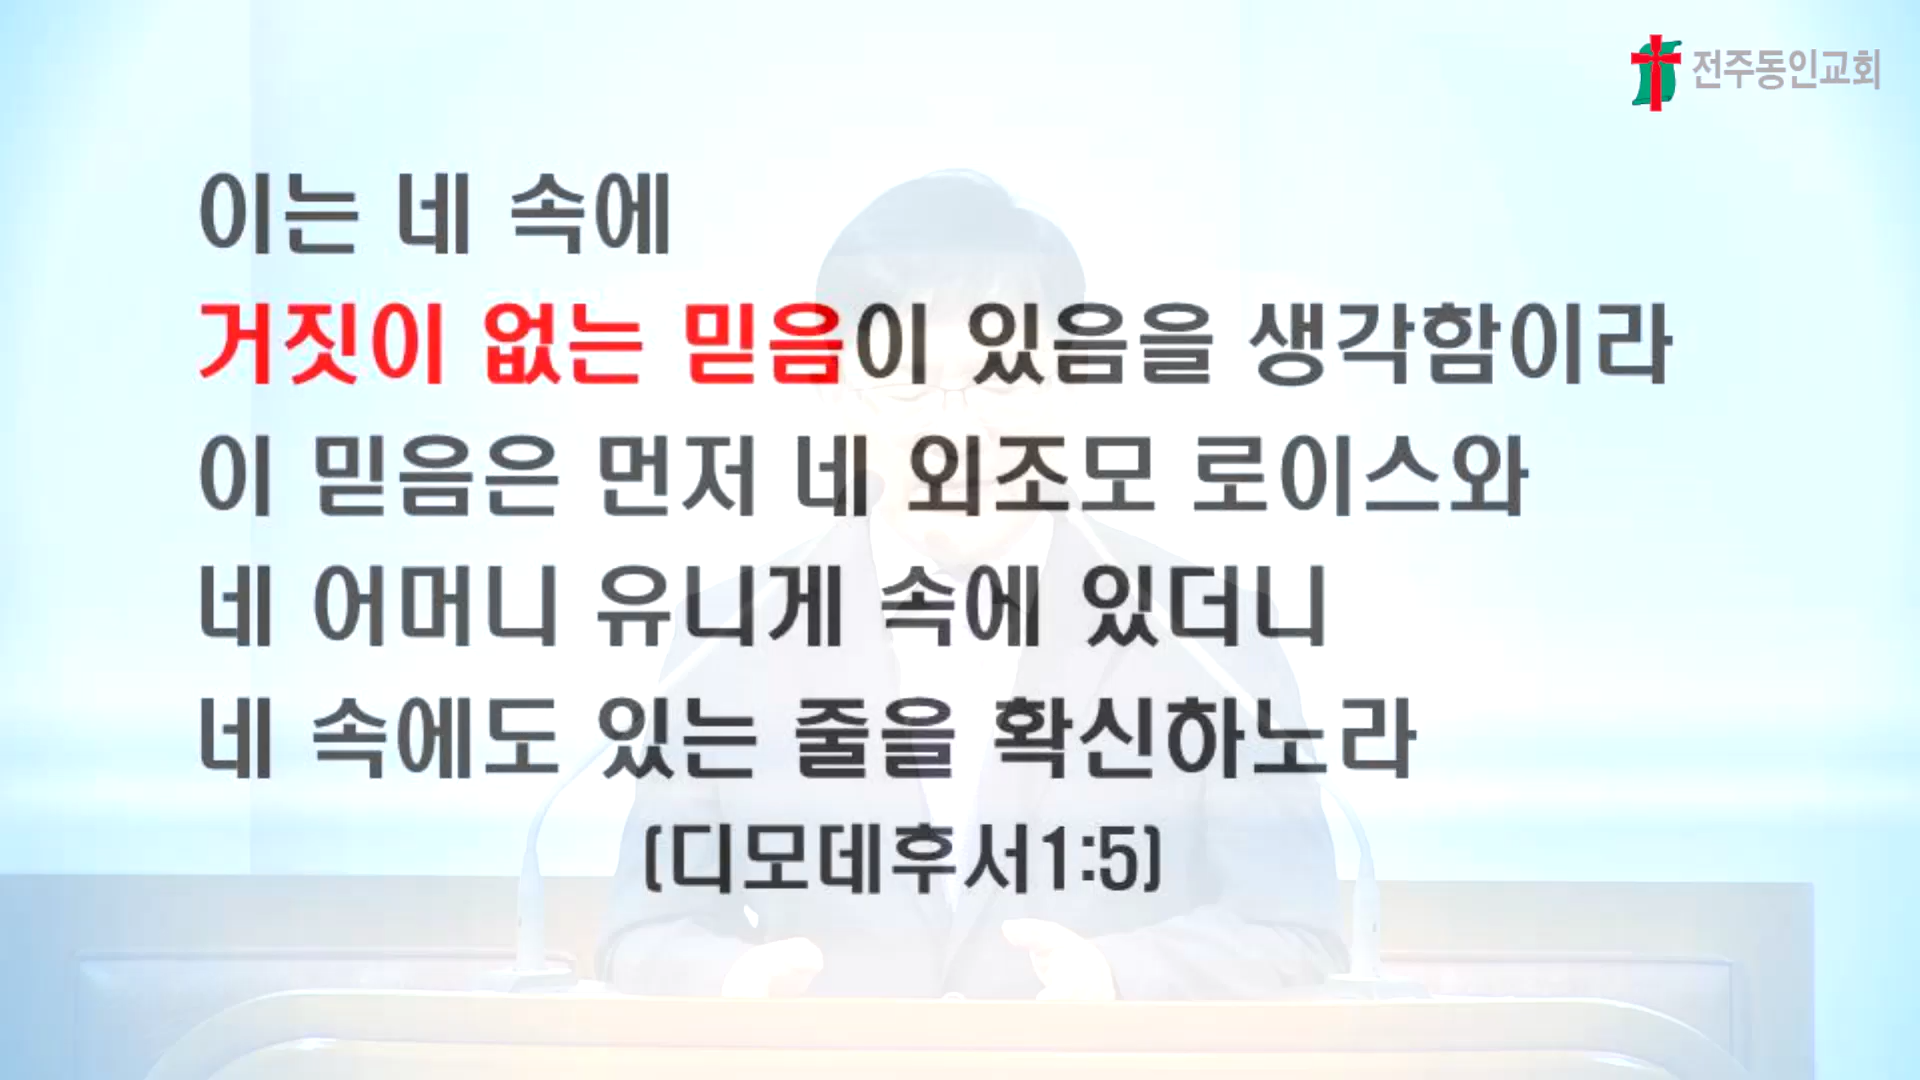 전주동인교회
이는 네 속에
거짓이 없는 믿음이 있음을 생각함이라
이 믿음은 먼저 네 외조모 로이스와
네 어머니 유니게 속에 있더니
네 속에도 있는 줄을 확신하노라
(디모데후서1:5)